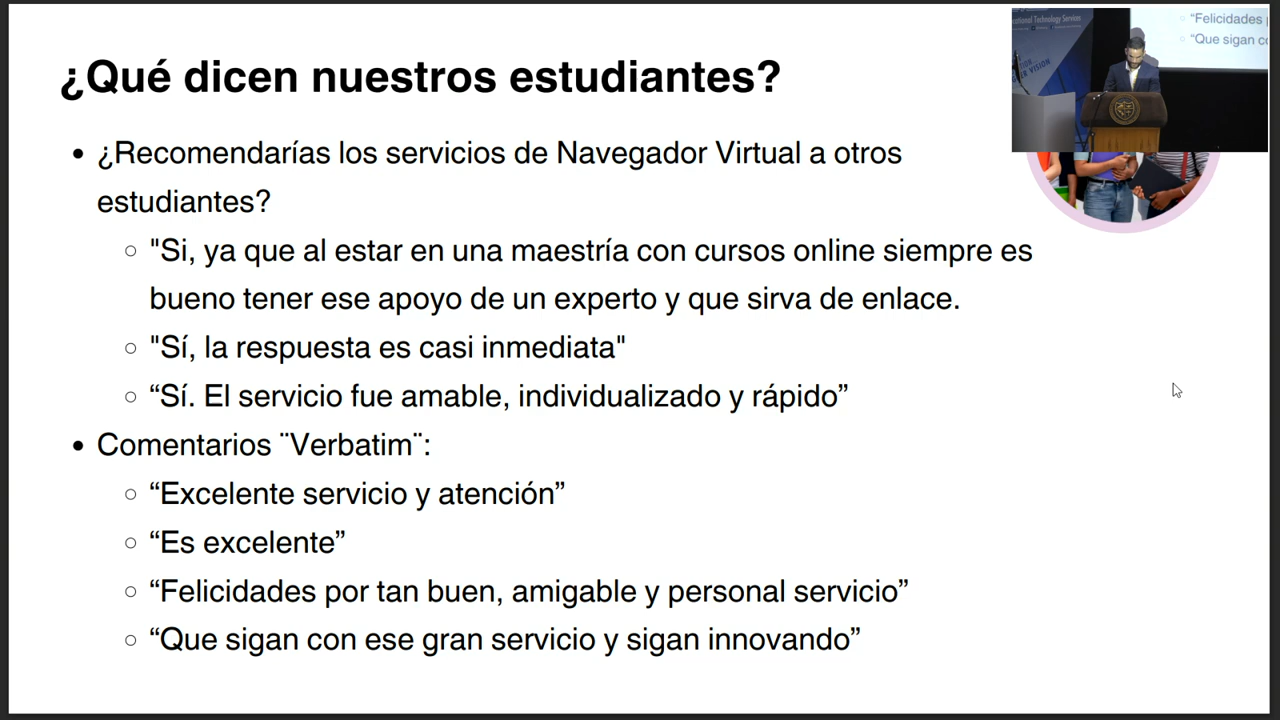 ¿Qué dicen nuestros estudiantes?
• ¿Recomendarías los servicios de Navegador Virtual a otros
estudiantes?
○ "Si, ya que al estar en una maestría con cursos online siempre es
bueno tener ese apoyo de un experto y que sirva de enlace.
○ "Sí, la respuesta es casi inmediata"
○ “Sí. El servicio fue amable, individualizado y rápido”
• Comentarios ¨Verbatim¨:
○ “Excelente servicio y atención”
○ “Es excelente”
○ “Felicidades por tan buen, amigable y personal servicio”
○ “Que sigan con ese gran servicio y sigan innovando”
○ “Felicidades
○ “Que sigan
Technology Services
VISION